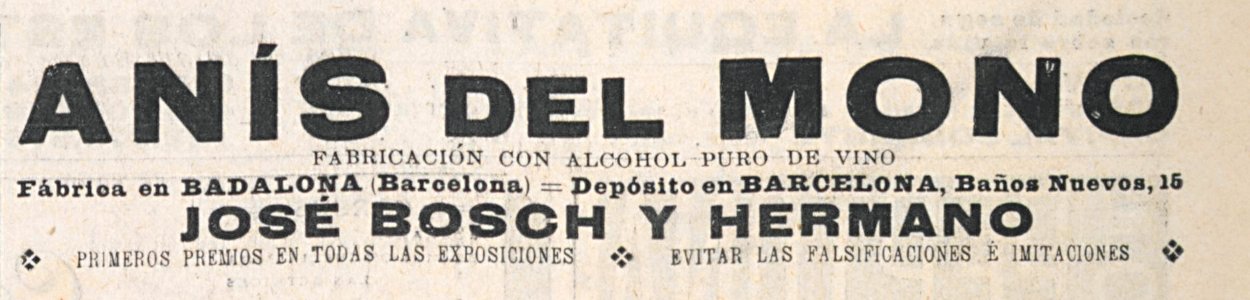 ANÍS DEL MONO
FABRICACIÓN CON ALCOHOL PURO DE VINO
Fábrica en BADALONA (Barcelona) = Depósito en BARCELONA, Baños Nuevos, 15
JOSÉ BOSCH Y HERMANO
❖ PRIMEROS PREMIOS EN TODAS LAS EXPOSICIONES ❖ EVITAR LAS FALSIFICACIONES É IMITACIONES ❖